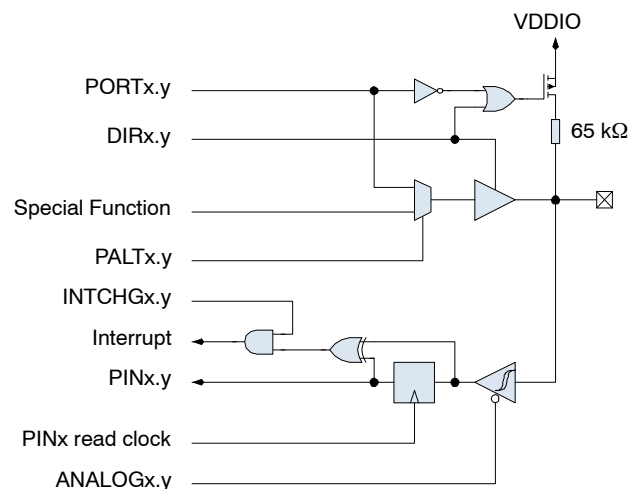 VDDIO
PORTx.y
DIRx.y
65 kΩ
Special Function
PALTx.y
INTCHGx.y
Interrupt
PINx.y
PINx read clock
ANALOGx.y